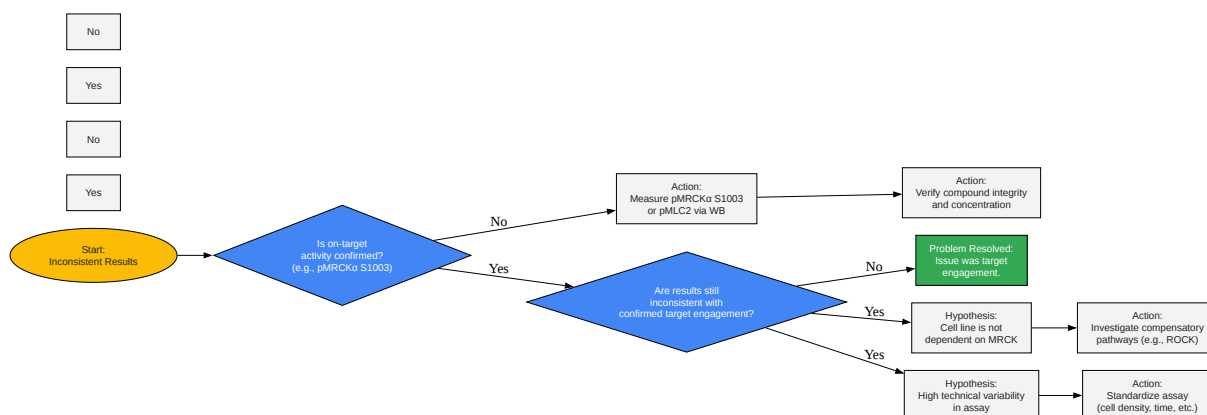 No
Yes
No
Yes
Start:
Inconsistent Results
Is on-target
activity confirmed?
(e.g., pMRCKα S1003)
No
Yes
Action:
Measure pMRCKα S1003
or pMLC2 via WB
Action:
Verify compound integrity
and concentration
Are results still
inconsistent with
confirmed target engagement?
No
Yes
Yes
Problem Resolved:
Issue was target
engagement.
Hypothesis:
Cell line is not
dependent on MRCK
Action:
Investigate compensatory
pathways (e.g., ROCK)
Hypothesis:
High technical variability
in assay
Action:
Standardize assay
(cell density, time, etc.)